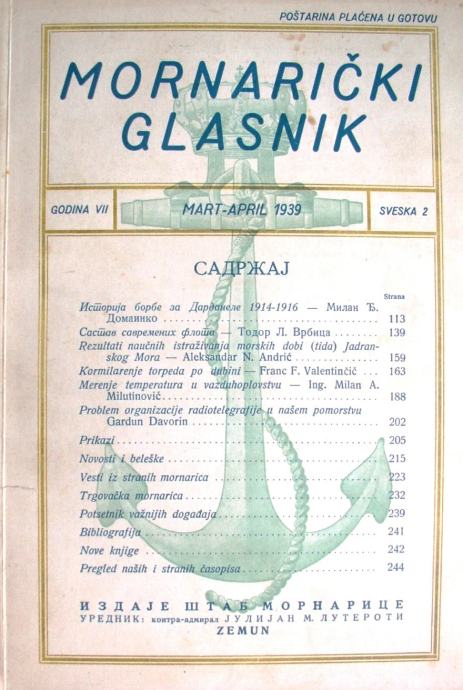 POŠTARINA PLAĆENA U GOTOVU
MORNARIČKI
GLASNIK
GODINA VII
MART-APRIL 1939
SVESKA 2
САДРЖАЈ
Strana
Историја борбе за Дарданеле 1914-1916 — Милан Ђ.
Домаинко 113
Састав савремених флота — Тодор Л. Врбица 139
Rezultati naučnih istraživanja morskih dobi (tida) Jadran-
skog Mora — Aleksandar N. Andrić 159
Kormilarenje torpeda po dubini — Franc F. Valentinčič 163
Merenje temperatura u vazduhoplovstvu — Ing. Milan A.
Milutinović 188
Problem organizacije radiotelegrafije u našem pomorstvu
Gardun Davorin 202
Prikazi 205
Novosti i beleške 215
Vesti iz stranih mornarica 223
Trgovačka mornarica 232
Potsetnik važnijih događaja 239
Bibliografija 241
Nove knjige 242
Pregled naših i stranih časopisa 244
ИЗДАЈЕ ШТАБ МОРНАРИЦЕ
УРЕДНИК: контра-адмирал ЈУЛИЈАН М. ЛУТЕРОТИ
ZEMUN